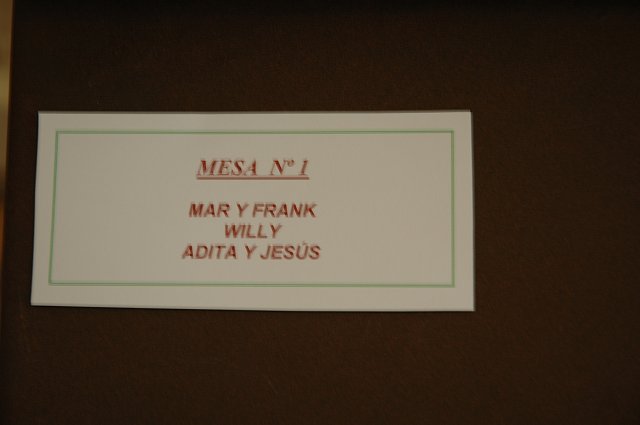 MESA Nº 1
MAR Y FRANK
WILLY
ADITA Y JESÚS